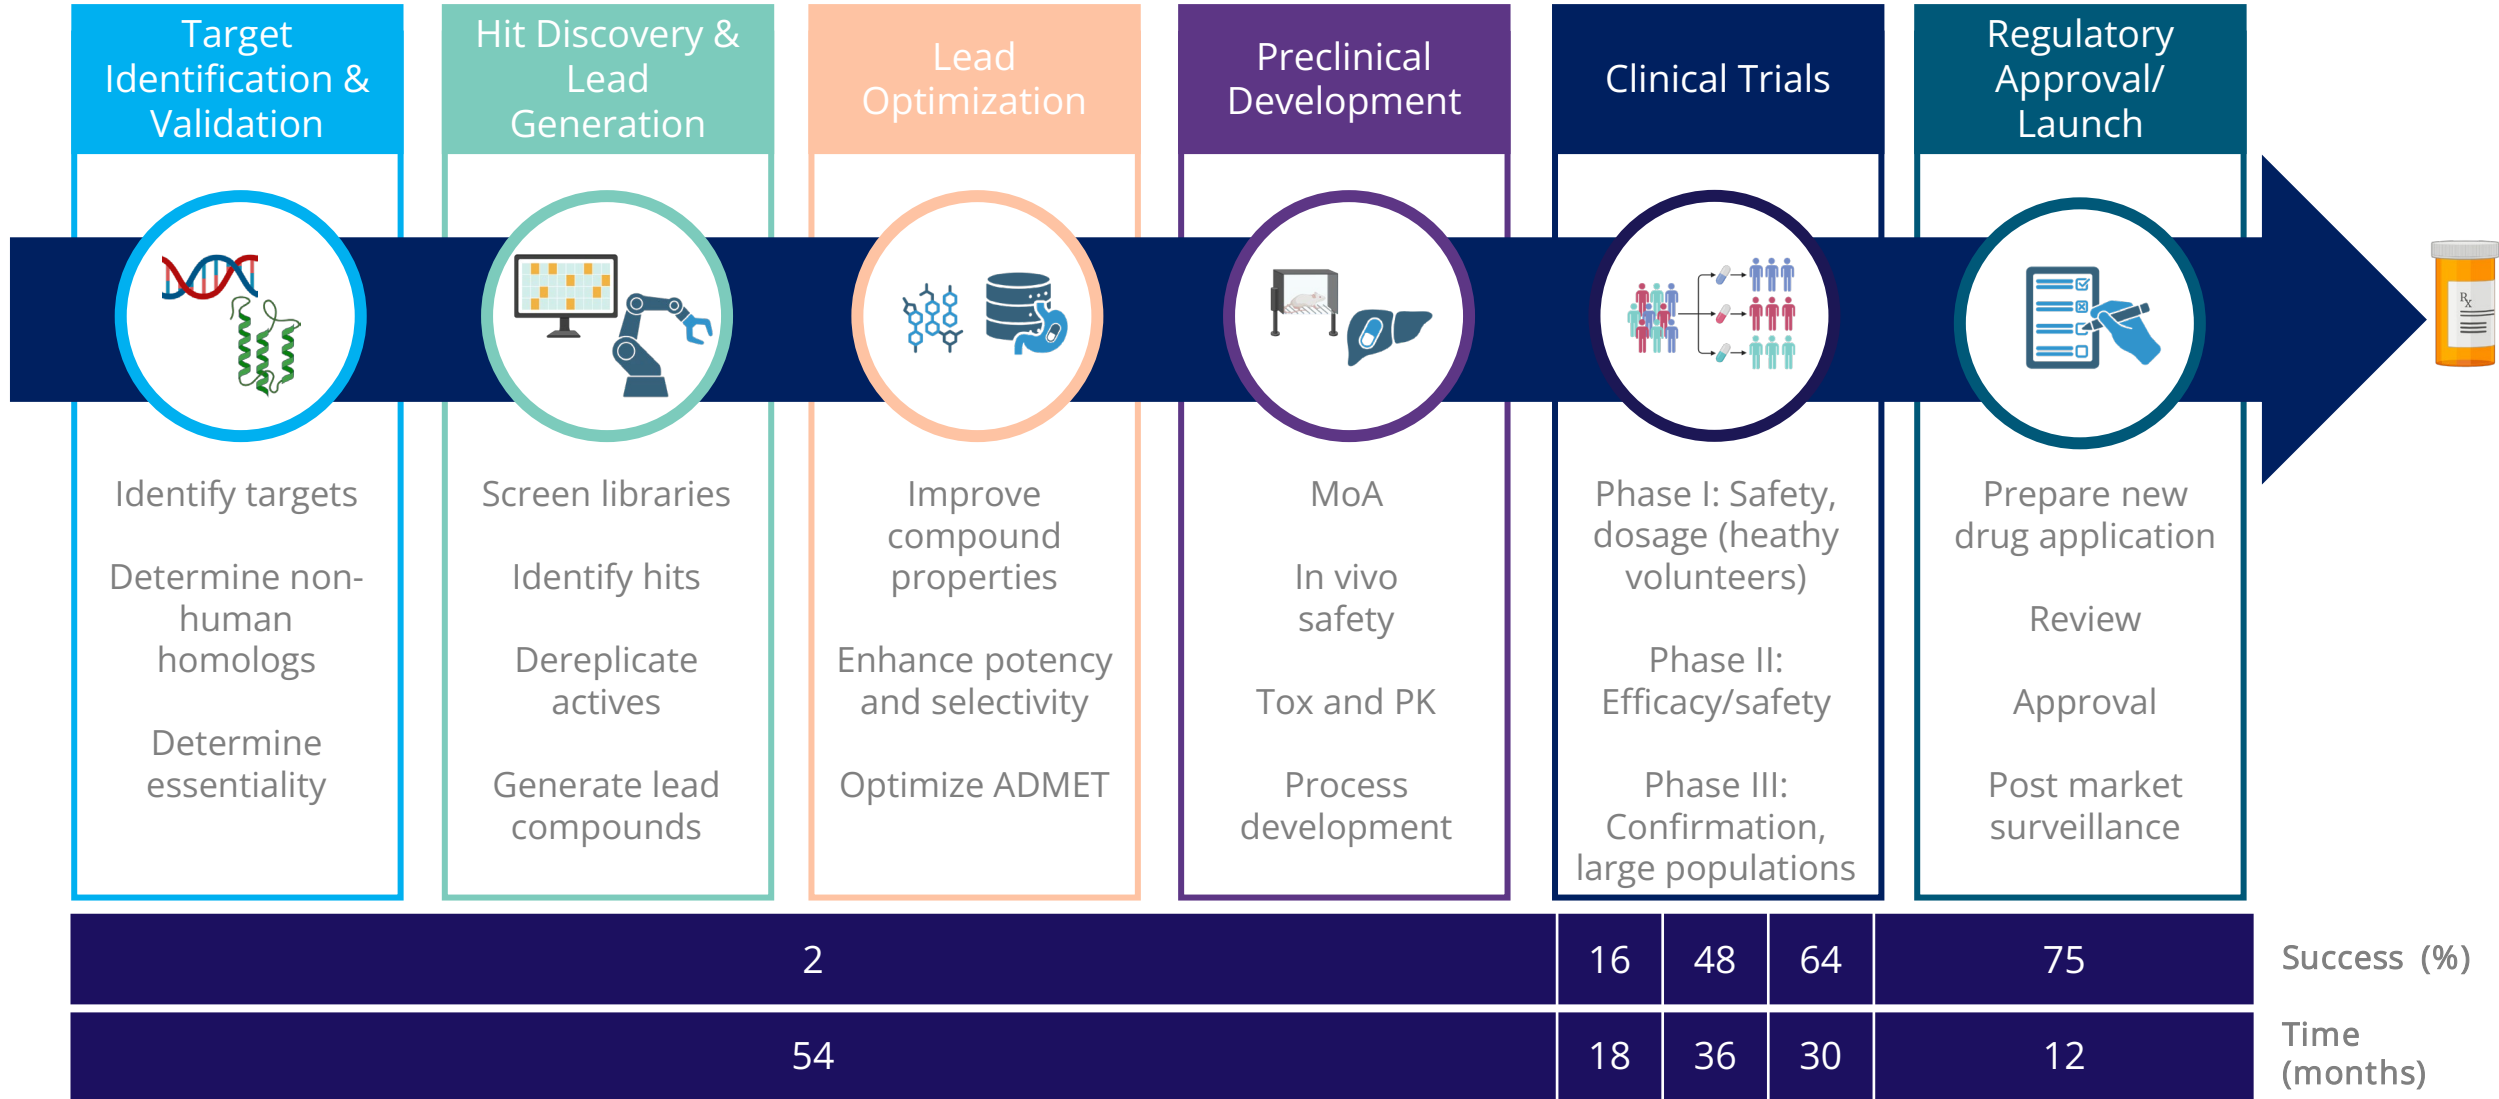 Target
Identification &
Validation
Identify targets
Determine non-
human
homologs
Determine
essentiality
Hit Discovery &
Lead
Generation
Screen libraries
Identify hits
Dereplicate
actives
Generate lead
compounds
Lead
Optimization
Improve
compound
properties
Enhance potency
and selectivity
Optimize ADMET
Preclinical
Development
MoA
In vivo
safety
Tox and PK
Process
development
Clinical Trials
Phase I: Safety,
dosage (heathy
volunteers)
Phase II:
Efficacy/safety
Phase III:
Confirmation,
large populations
Regulatory
Approval/
Launch
Prepare new
drug application
Review
Approval
Post market
surveillance
Rx
2 16 48 64 75 Success (%)
54 18 36 30 12 Time
(months)